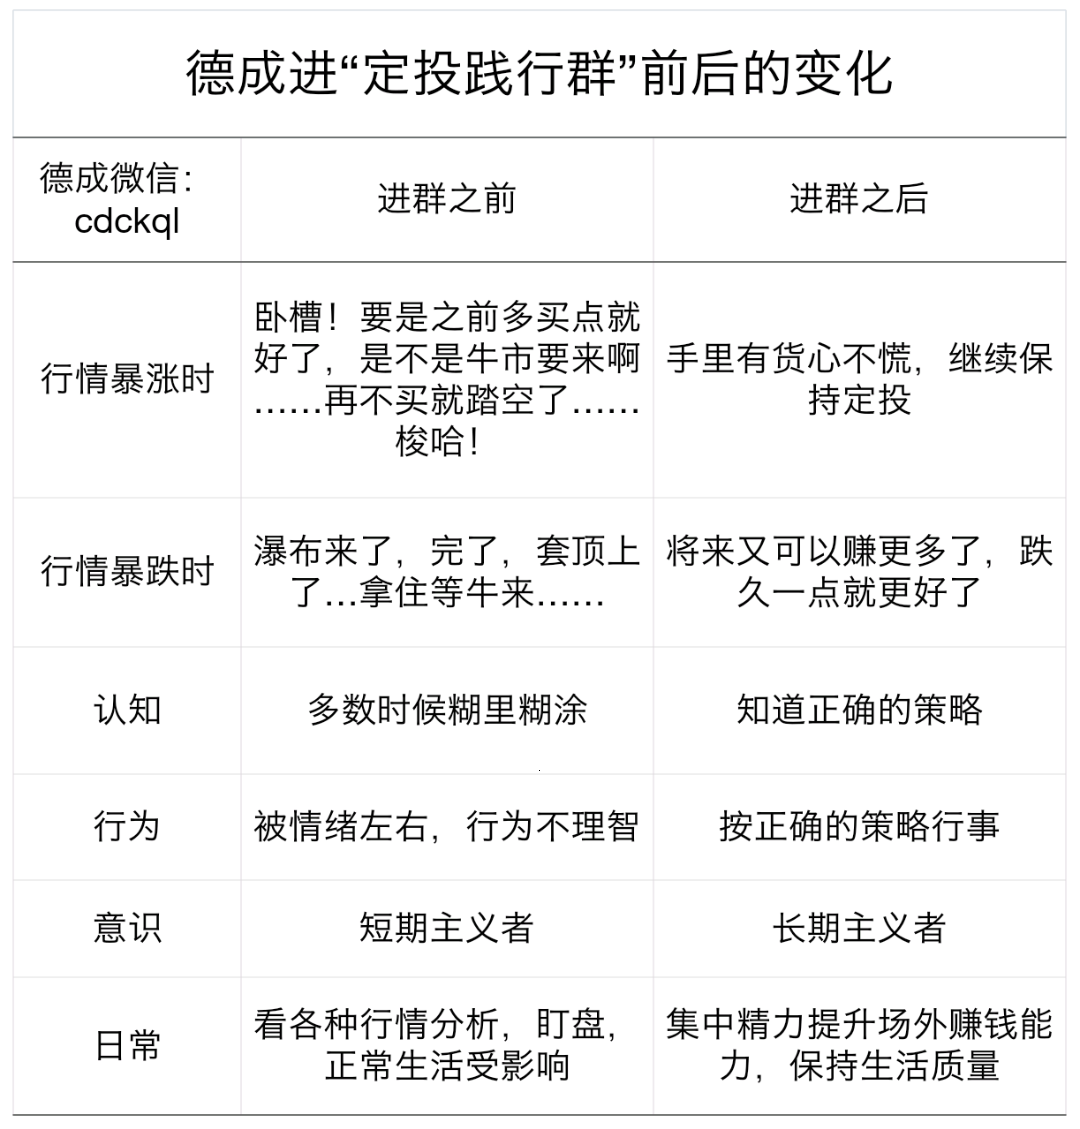 德成进“定投践行群”前后的变化
德成微信：
cdckql
进群之前
进群之后
行情暴涨时
卧槽！要是之前多买点就
好了，是不是牛市要来啊
……再不买就踏空了……
梭哈！
手里有货心不慌，继续保
持定投
行情暴跌时
瀑布来了，完了，套顶上
了…拿住等牛来……
将来又可以赚更多了，跌
久一点就更好了
认知
多数时候糊里糊涂
知道正确的策略
行为
被情绪左右，行为不理智
按正确的策略行事
意识
短期主义者
长期主义者
日常
看各种行情分析，盯盘，
正常生活受影响
集中精力提升场外赚钱能
力，保持生活质量